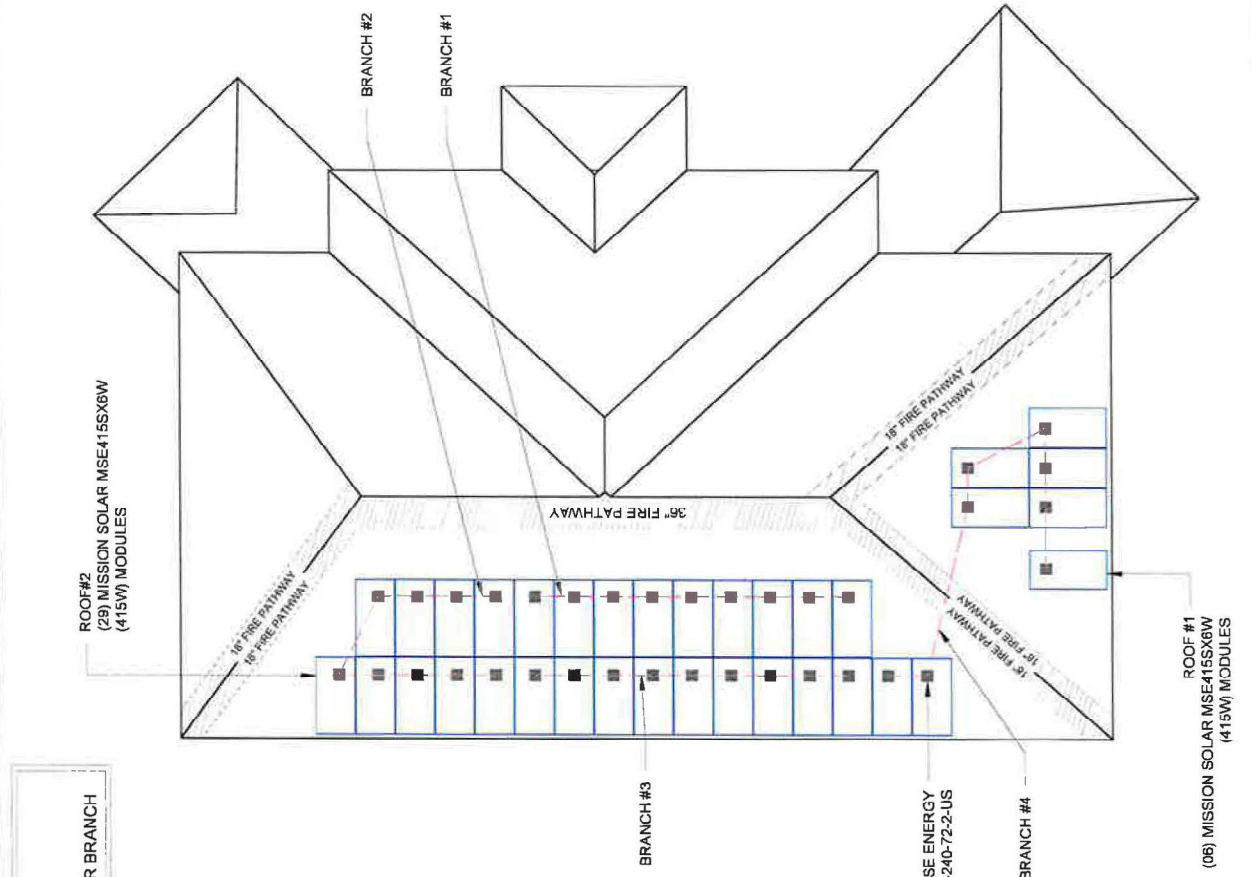 BRANCH #2
BRANCH #1
ROOF#2
(29) MISSION SOLAR MSE415SX6W
(415W) MODULES
18" FIRE PATHWAY
18" FIRE PATHWAY
36" FIRE PATHWAY
18" FIRE PATHWAY
18" FIRE PATHWAY
18" FIRE PATHWAY
18" FIRE PATHWAY
R BRANCH
BRANCH #3
SE ENERGY
-240-72-2-US
BRANCH #4
ROOF #1
(06) MISSION SOLAR MSE415SX6W
(415W) MODULES